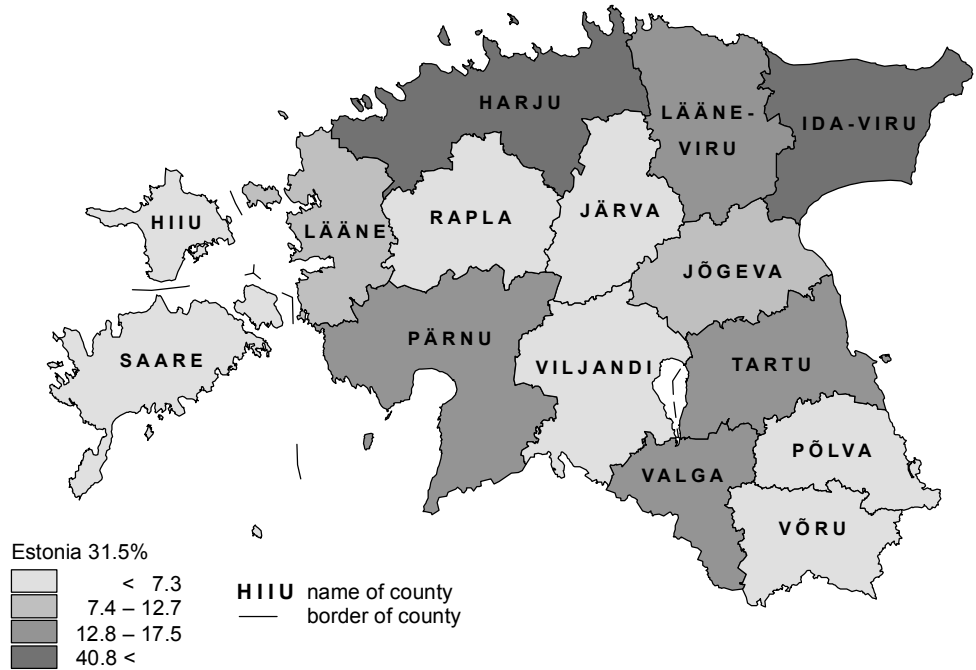 HARJU
LÄÄNE-
VIRU
IDA-VIRU
HIIU
LÄÄNE
RAPLA
JÄRVA
JÕGEVA
SAARE
PÄRNU
VILJANDI
TARTU
VALGA
PÕLVA
VÕRU
Estonia 31.5%
< 7.3
7.4 – 12.7
12.8 – 17.5
40.8 <
HIIU name of county
border of county